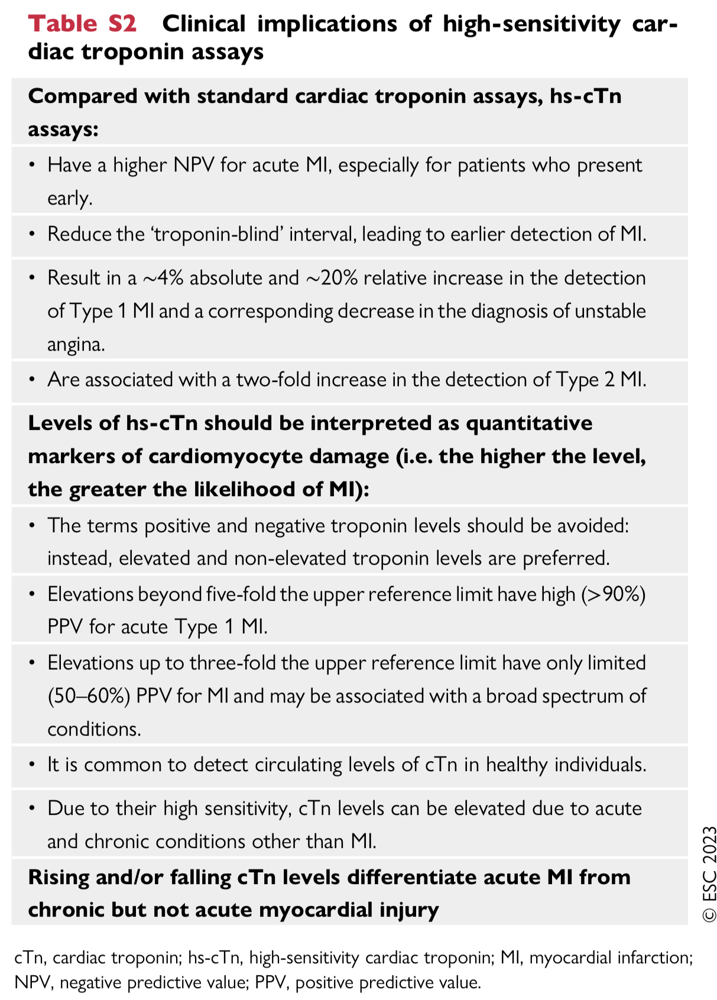 Table S2 Clinical implications of high-sensitivity car-
diac troponin assays
Compared with standard cardiac troponin assays, hs-cTn
assays:
• Have a higher NPV for acute MI, especially for patients who present
early.
• Reduce the ‘troponin-blind’ interval, leading to earlier detection of MI.
• Result in a ~4% absolute and ~20% relative increase in the detection
of Type 1 MI and a corresponding decrease in the diagnosis of unstable
angina.
• Are associated with a two-fold increase in the detection of Type 2 MI.
Levels of hs-cTn should be interpreted as quantitative
markers of cardiomyocyte damage (i.e. the higher the level,
the greater the likelihood of MI):
• The terms positive and negative troponin levels should be avoided:
instead, elevated and non-elevated troponin levels are preferred.
• Elevations beyond five-fold the upper reference limit have high (>90%)
PPV for acute Type 1 MI.
• Elevations up to three-fold the upper reference limit have only limited
(50–60%) PPV for MI and may be associated with a broad spectrum of
conditions.
• It is common to detect circulating levels of cTn in healthy individuals.
• Due to their high sensitivity, cTn levels can be elevated due to acute
and chronic conditions other than MI.
Rising and/or falling cTn levels differentiate acute MI from
chronic but not acute myocardial injury
© ESC 2023
cTn, cardiac troponin; hs-cTn, high-sensitivity cardiac troponin; MI, myocardial infarction;
NPV, negative predictive value; PPV, positive predictive value.